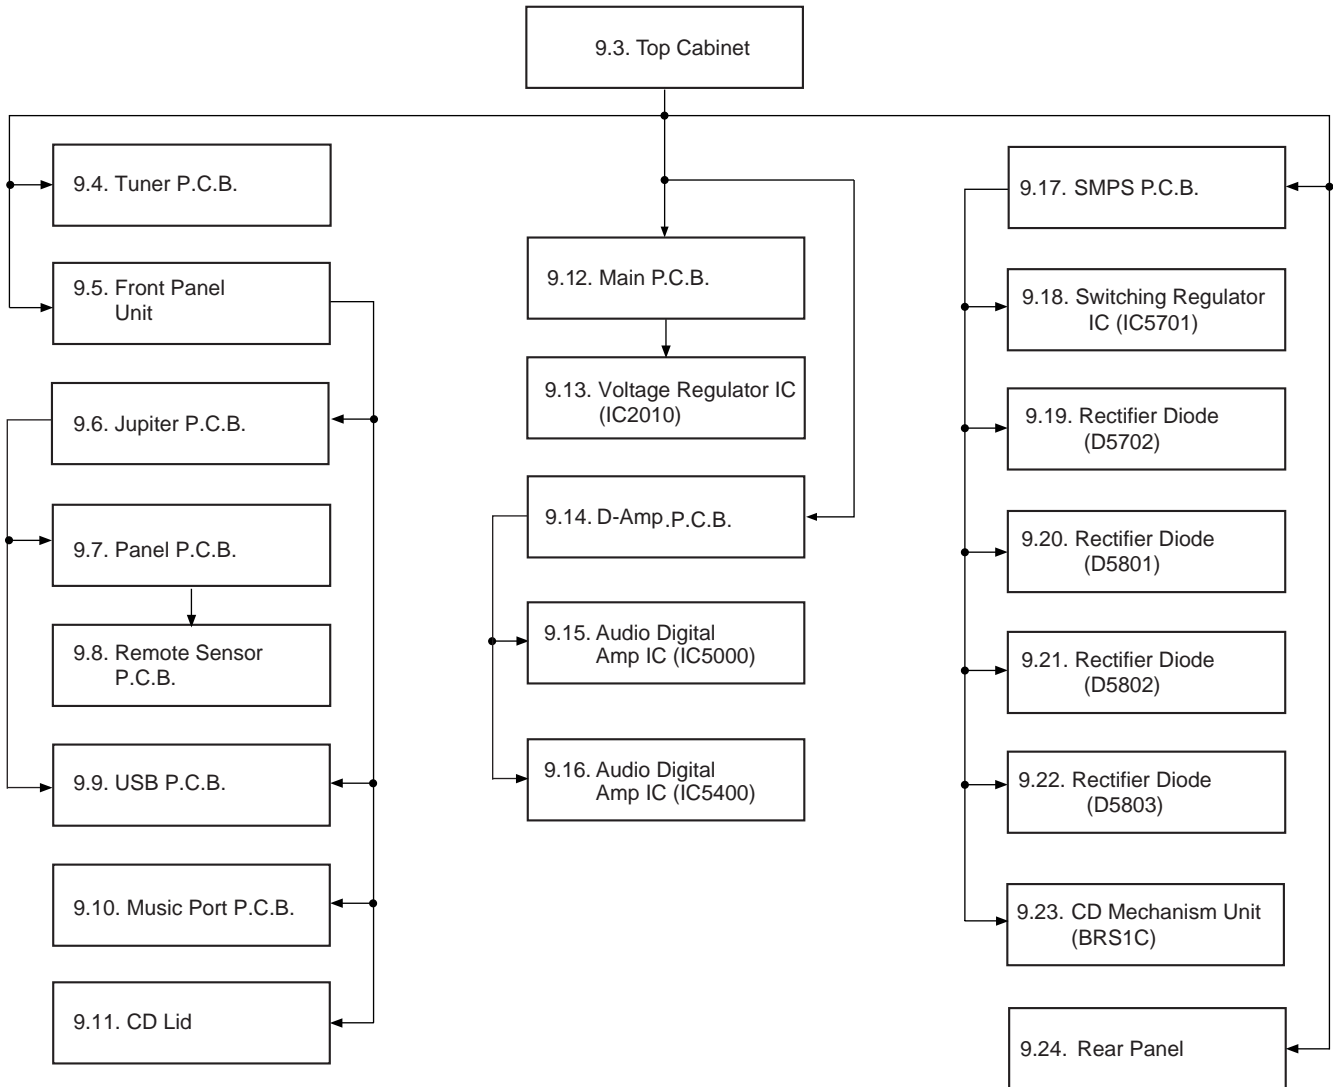 9.3. Top Cabinet
9.4. Tuner P.C.B.
9.5. Front Panel
Unit
9.6. Jupiter P.C.B.
9.7. Panel P.C.B.
9.8. Remote Sensor
P.C.B.
9.9. USB P.C.B.
9.10. Music Port P.C.B.
9.11. CD Lid
9.12. Main P.C.B.
9.13. Voltage Regulator IC
(IC2010)
9.14. D-Amp.P.C.B.
9.15. Audio Digital
Amp IC (IC5000)
9.16. Audio Digital
Amp IC (IC5400)
9.17. SMPS P.C.B.
9.18. Switching Regulator
IC (IC5701)
9.19. Rectifier Diode
(D5702)
9.20. Rectifier Diode
(D5801)
9.21. Rectifier Diode
(D5802)
9.22. Rectifier Diode
(D5803)
9.23. CD Mechanism Unit
(BRS1C)
9.24. Rear Panel